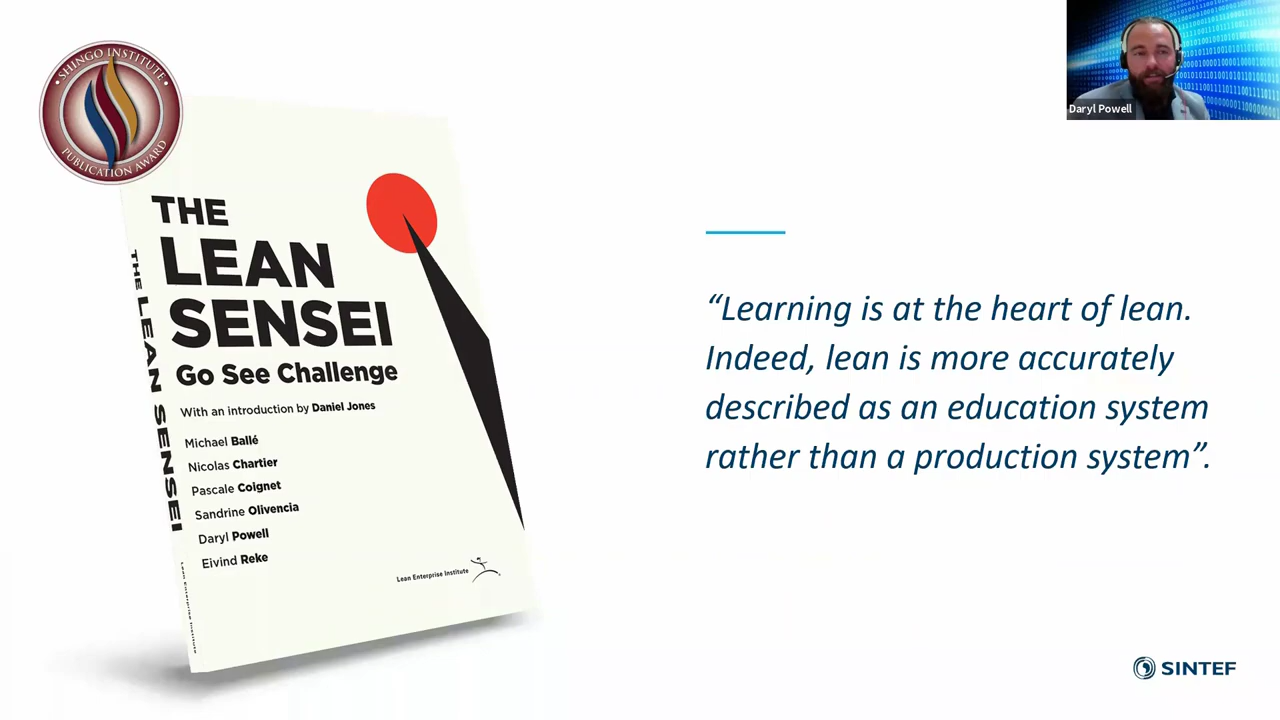 SHINGO INSTITUTE
PUBLICATION AWARD
THE
LEAN
SENSEI
Go See Challenge
With an introduction by Daniel Jones
Michael Ballé
Nicolas Chartier
Pascale Coignet
Sandrine Olivencia
Daryl Powell
Eivind Reke
Lean Enterprise Institute
THE LEAN SENSEI
Lean Enterprise Institute
Daryl Powell
“Learning is at the heart of lean.
Indeed, lean is more accurately
described as an education system
rather than a production system”.
SINTEF